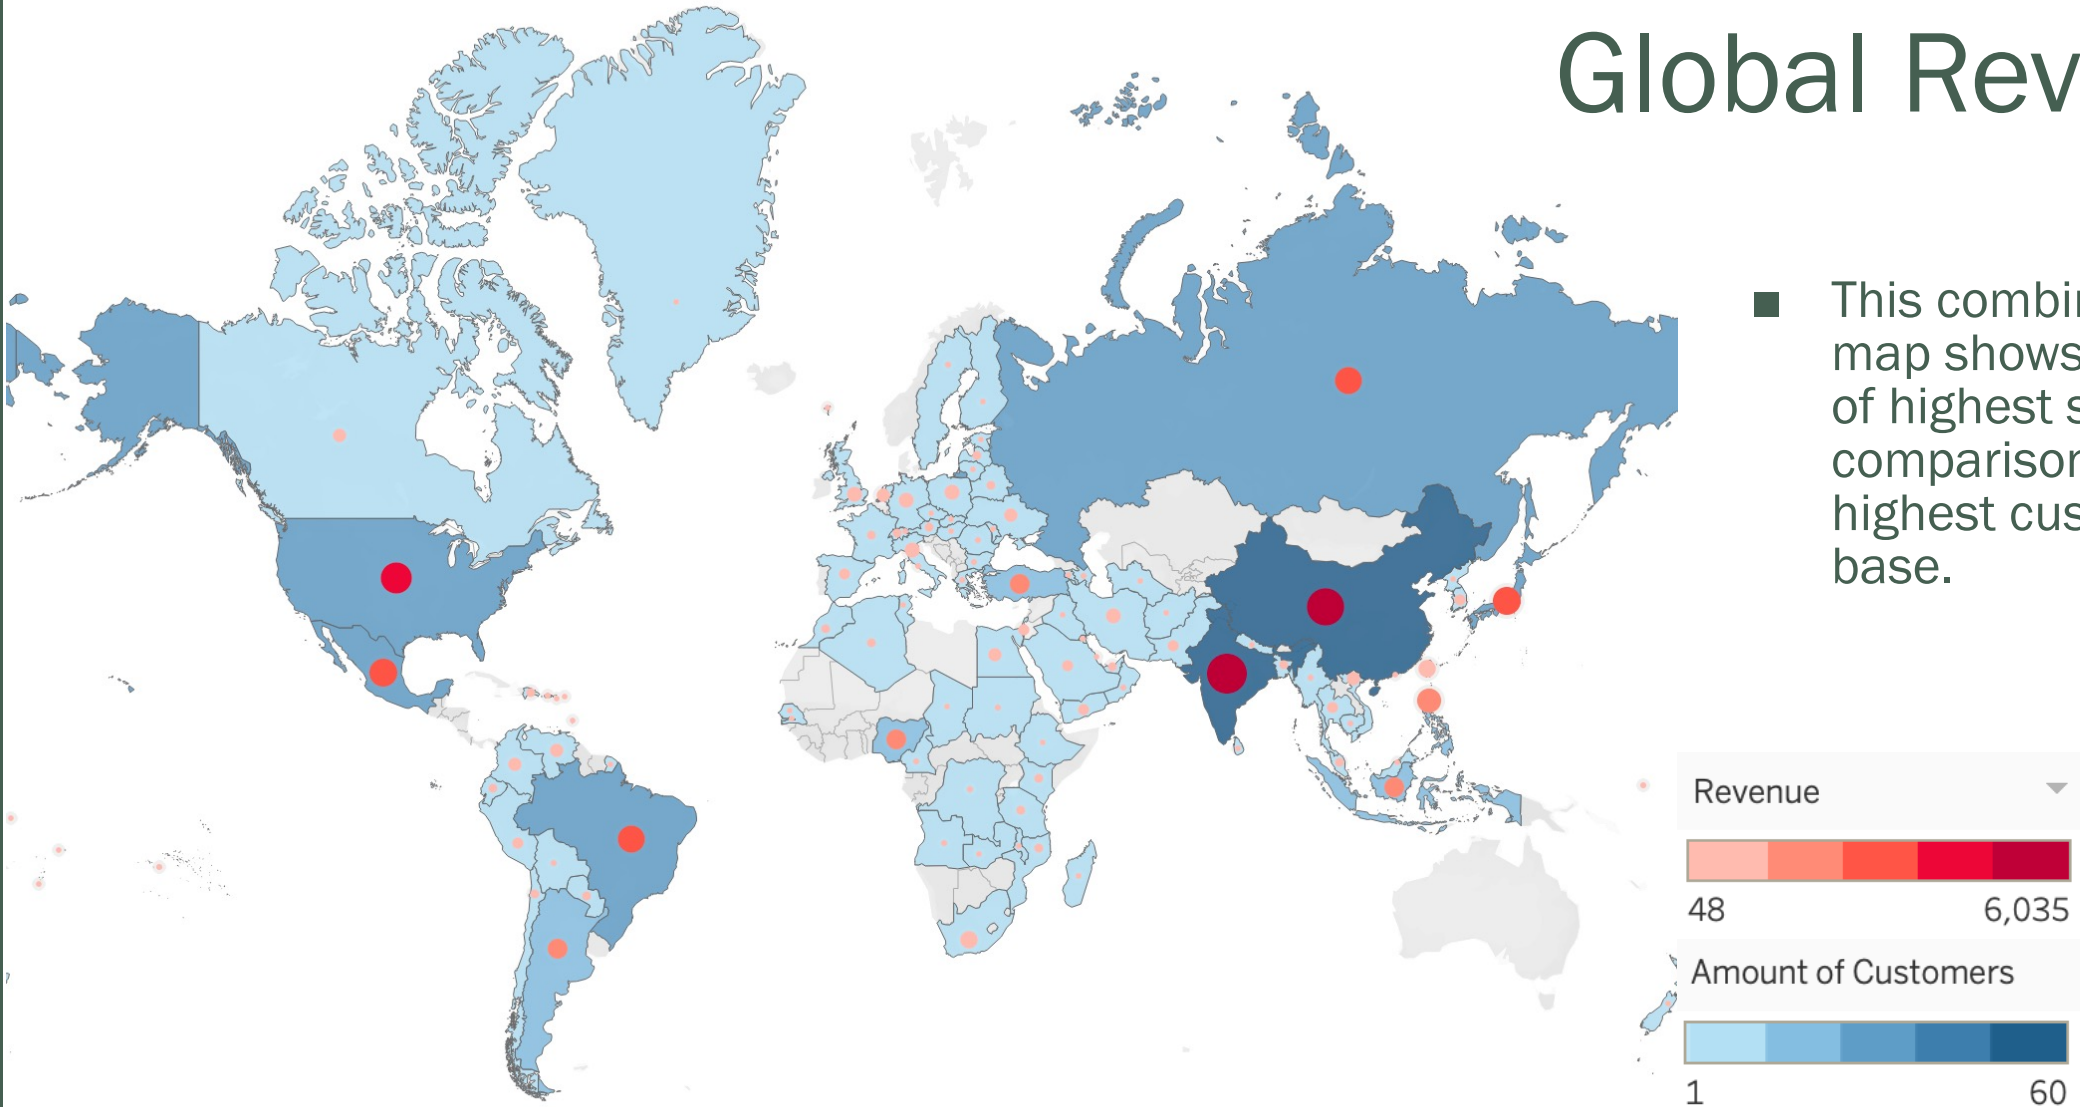 Global Rev
This combin
map shows
of highest s
comparison
highest cus
base.
Revenue
48 6,035
Amount of Customers
1 60